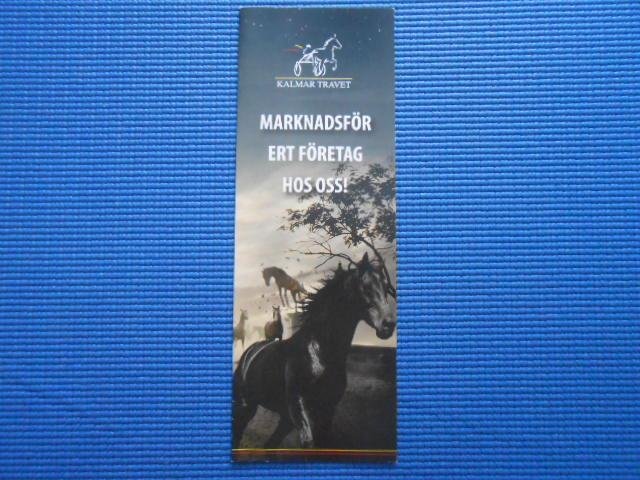 KALMAR TRAVET
MARKNADSFÖR
ERT FÖRETAG
HOS OSS!